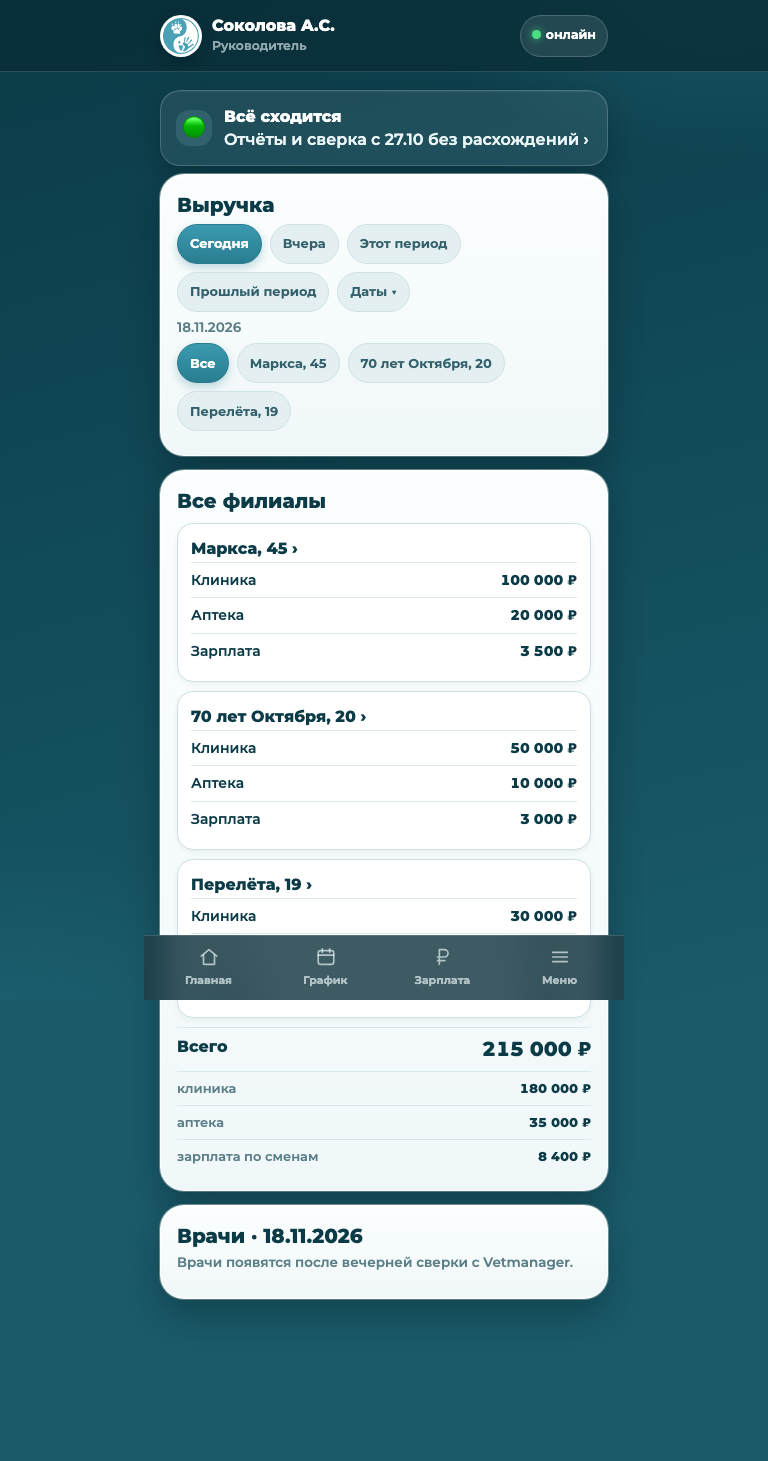 Соколова А.С.
Руководитель
онлайн
Всё сходится
Отчёты и сверка с 27.10 без расхождений ›
Выручка
Сегодня Вчера Этот период
Прошлый период Даты ▾
18.11.2026
Все Маркса, 45 70 лет Октября, 20
Перелёта, 19
Все филиалы
Маркса, 45 ›
Клиника 100 000 ₽
Аптека 20 000 ₽
Зарплата 3 500 ₽
70 лет Октября, 20 ›
Клиника 50 000 ₽
Аптека 10 000 ₽
Зарплата 3 000 ₽
Перелёта, 19 ›
Клиника 30 000 ₽
Главная График Зарплата Меню
Всего 215 000 ₽
клиника 180 000 ₽
аптека 35 000 ₽
зарплата по сменам 8 400 ₽
Врачи · 18.11.2026
Врачи появятся после вечерней сверки с Vetmanager.